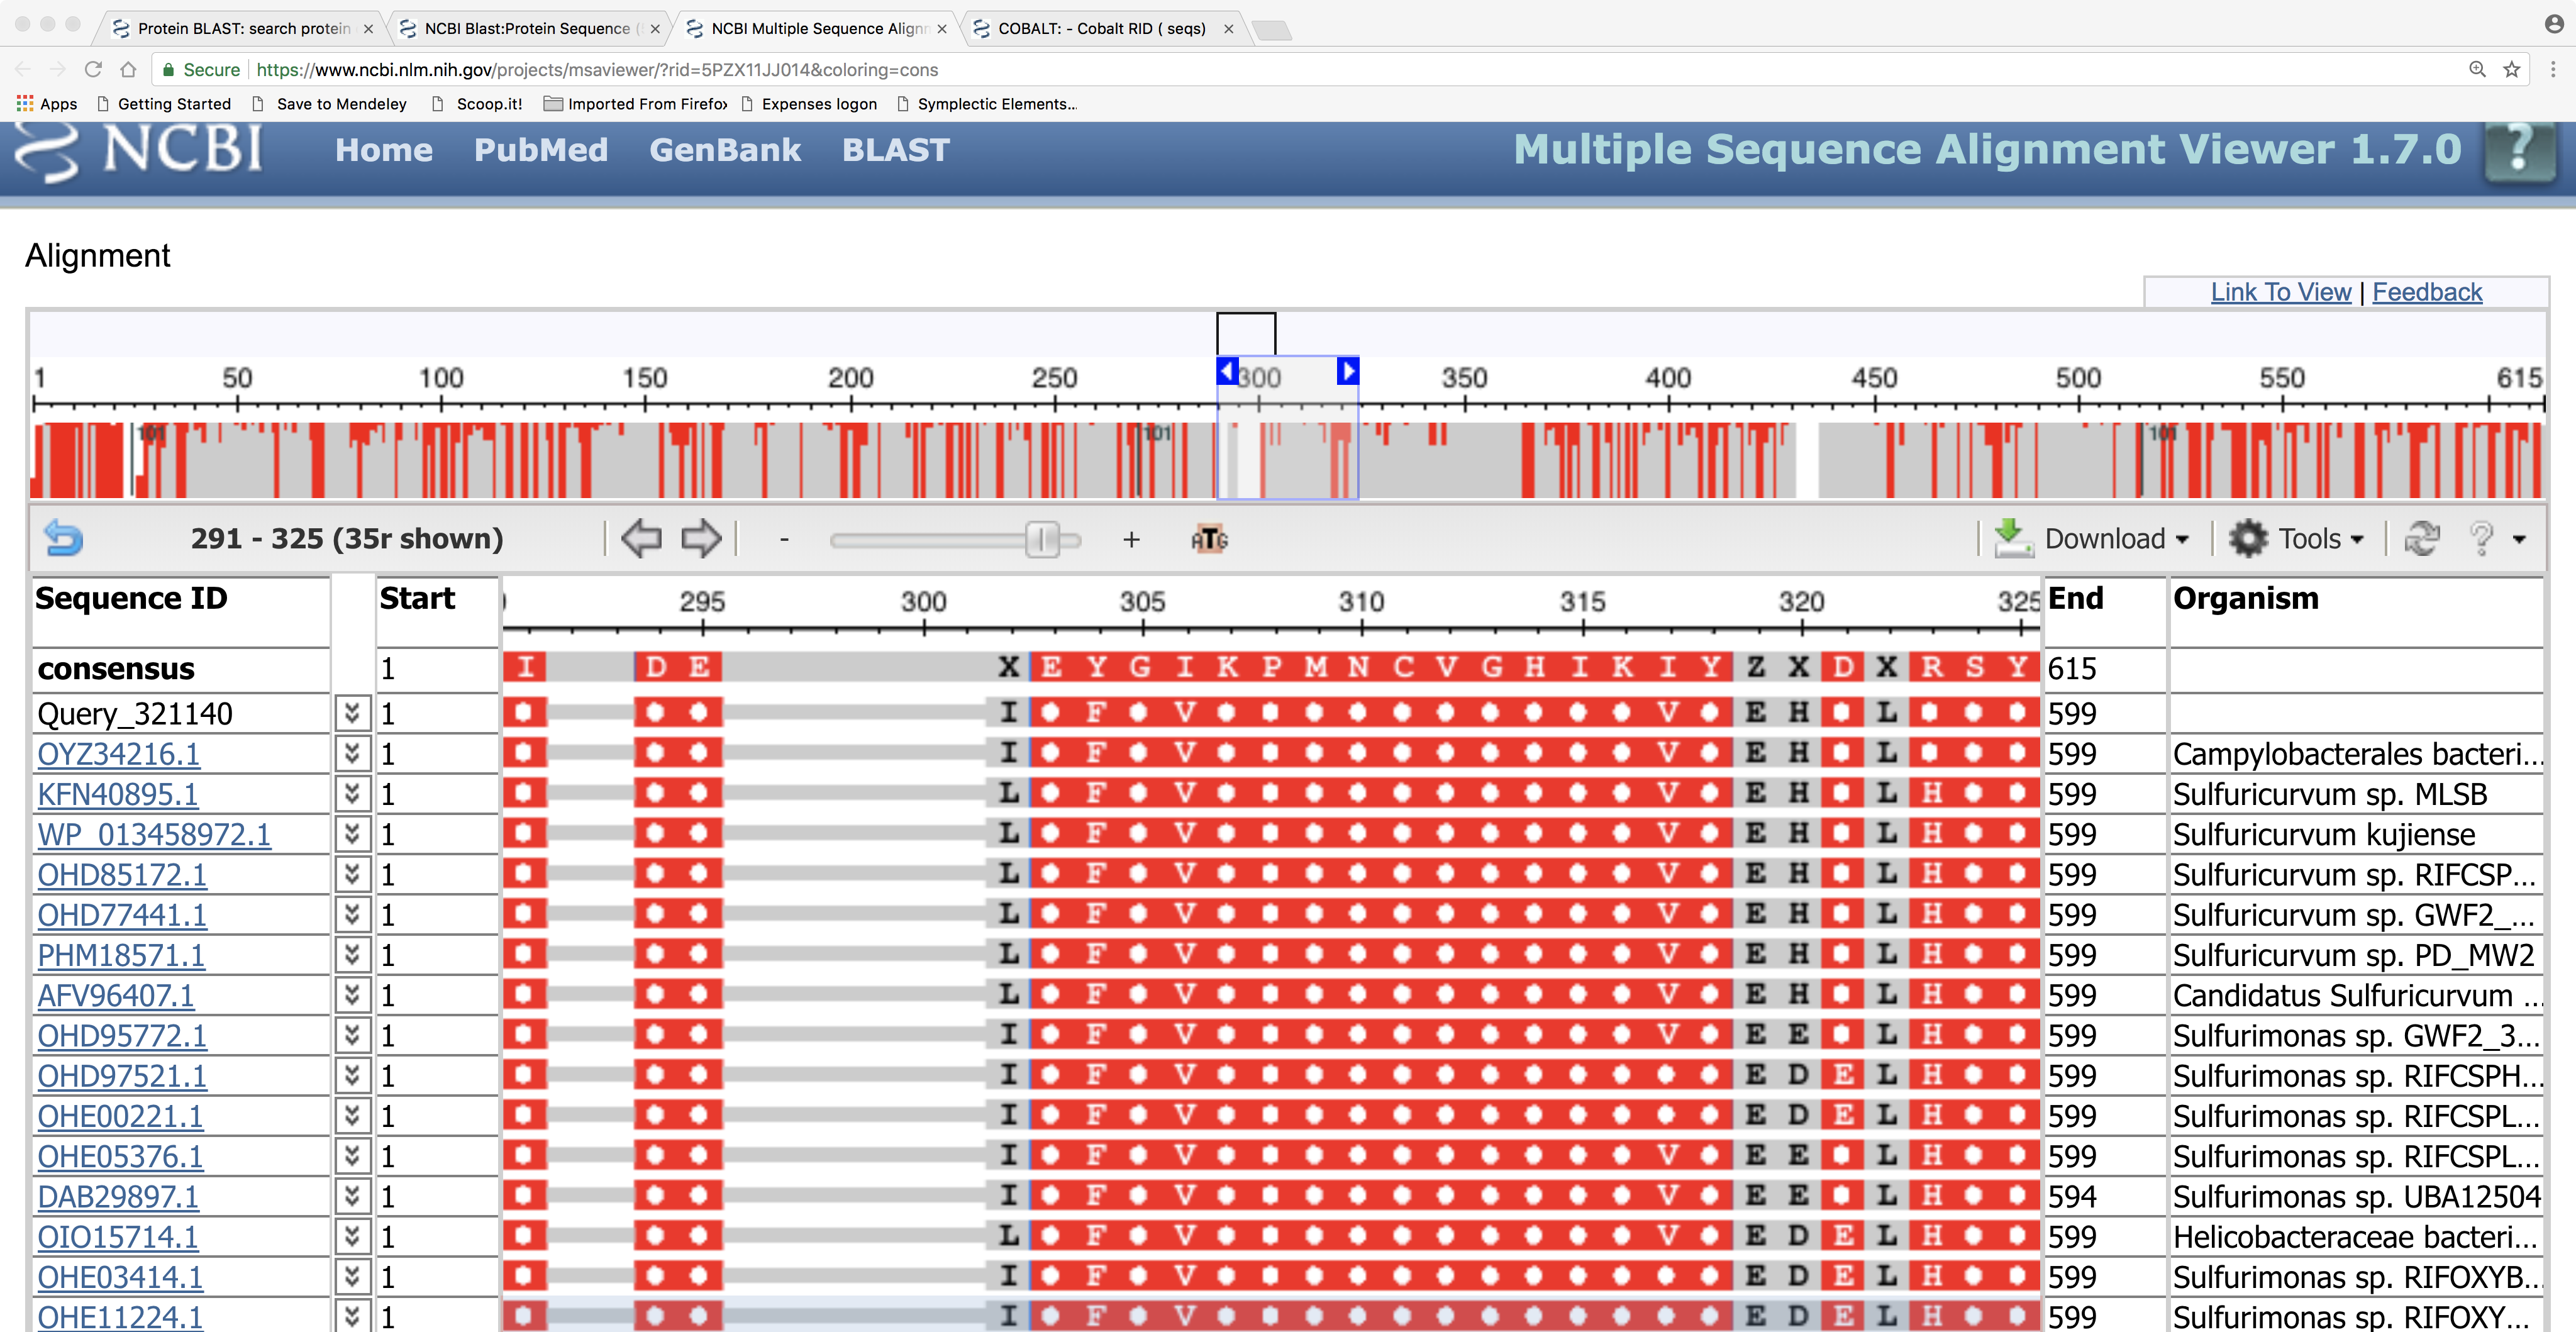 Protein BLAST: search protein
NCBI Blast:Protein Sequence (
NCBI Multiple Sequence Alignm
COBALT: - Cobalt RID ( seqs)
Secure https://www.ncbi.nlm.nih.gov/projects/msaviewer/?rid=5PZX11JJ014&coloring=cons
Apps Getting Started Save to Mendeley Scoop.it! Imported From Firefox Expenses logon Symplectic Elements...
NCBI Home PubMed GenBank BLAST Multiple Sequence Alignment Viewer 1.7.0 ?
Alignment
Link To View | Feedback
1 50 100 150 200 250 300 350 400 450 500 550 615
101 101 101
291 - 325 (35r shown) - + ATG Download Tools ?
Sequence ID Start 295 300 305 310 315 320 325 End Organism
consensus 1 I D E X E Y G I K P M N C V G H I K I Y Z X D X R S Y 615
Query_321140 1 I F V V E H L 599
OYZ34216.1 1 I F V V E H L 599 Campylobacterales bacteri...
KFN40895.1 1 L F V V E H L H 599 Sulfuricurvum sp. MLSB
WP_013458972.1 1 L F V V E H L H 599 Sulfuricurvum kujiense
OHD85172.1 1 L F V V E H L H 599 Sulfuricurvum sp. RIFCSP...
OHD77441.1 1 L F V V E H L H 599 Sulfuricurvum sp. GWF2_...
PHM18571.1 1 L F V V E H L H 599 Sulfuricurvum sp. PD_MW2
AFV96407.1 1 L F V V E H L H 599 Candidatus Sulfuricurvum ...
OHD95772.1 1 I F V V E E L H 599 Sulfurimonas sp. GWF2_3...
OHD97521.1 1 I F V E D E L H 599 Sulfurimonas sp. RIFCSPH...
OHE00221.1 1 I F V E D E L H 599 Sulfurimonas sp. RIFCSPL...
OHE05376.1 1 I F V V E E L H 599 Sulfurimonas sp. RIFCSPL...
DAB29897.1 1 I F V V E E L H 594 Sulfurimonas sp. UBA12504
OIO15714.1 1 L F V V E D E L H 599 Helicobacteraceae bacteri...
OHE03414.1 1 I F V E D E L H 599 Sulfurimonas sp. RIFOXYB...
OHE11224.1 1 I F V E D E L H 599 Sulfurimonas sp. RIFOXY...